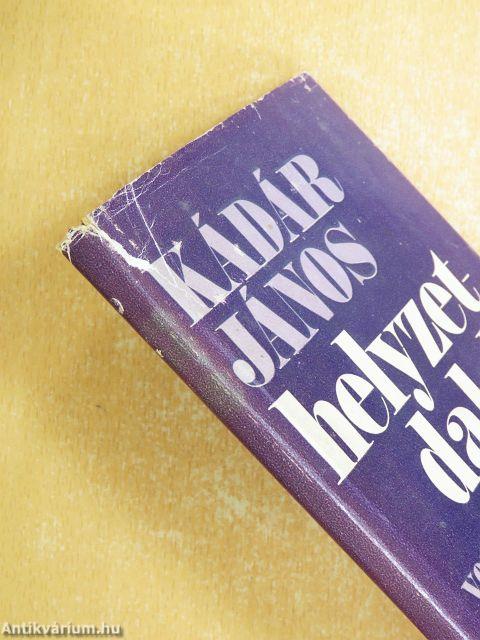 KÁDÁR
JÁNOS
helyzet-
dal
Antikvárium.hu